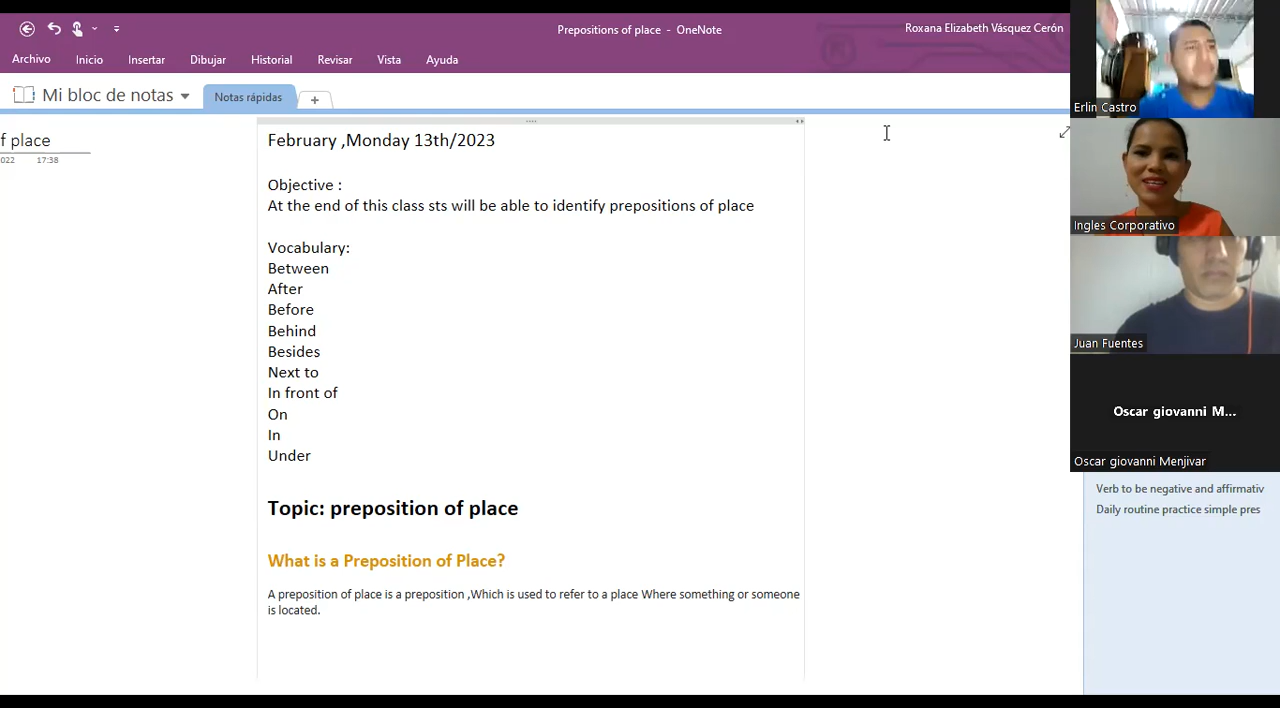 Prepositions of place - OneNote
Roxana Elizabeth Vásquez Cerón
Archivo Inicio Insertar Dibujar Historial Revisar Vista Ayuda
Mi bloc de notas
Notas rápidas
f place
022 17:38
February ,Monday 13th/2023
Objective :
At the end of this class sts will be able to identify prepositions of place
Vocabulary:
Between
After
Before
Behind
Besides
Next to
In front of
On
In
Under
Topic: preposition of place
What is a Preposition of Place?
A preposition of place is a preposition ,Which is used to refer to a place Where something or someone
is located.
Erlin Castro
Ingles Corporativo
Juan Fuentes
Oscar giovanni M...
Oscar giovanni Menjivar
Verb to be negative and affirmativ
Daily routine practice simple pres